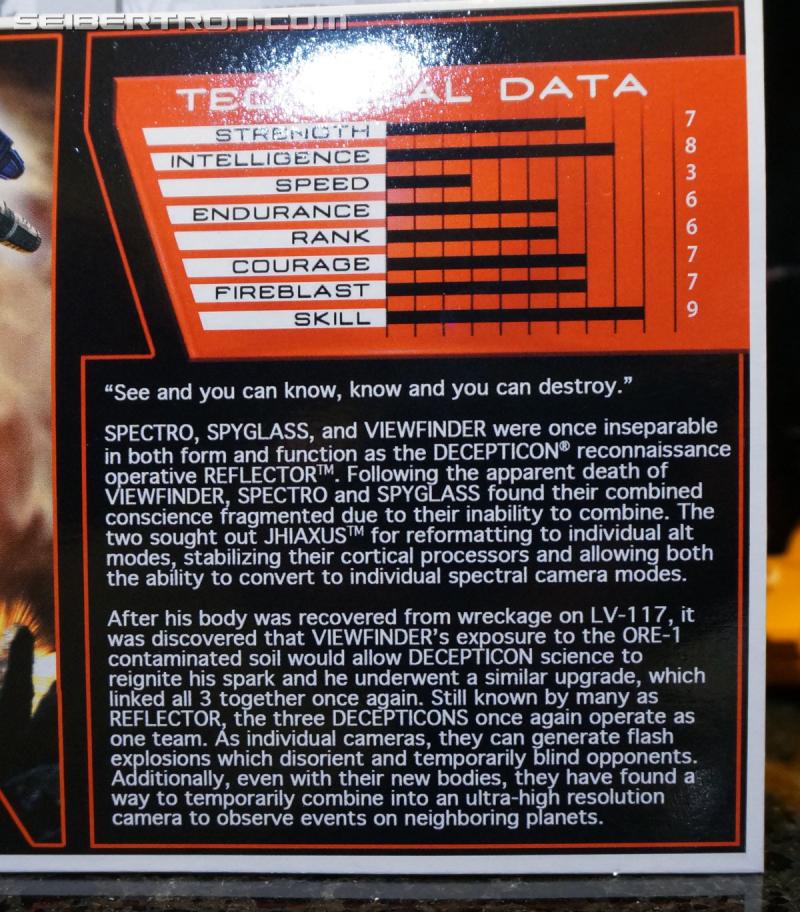 SEIBERTRON.COM
TECHNICAL DATA
STRENGTH 7
INTELLIGENCE 8
SPEED 3
ENDURANCE 6
RANK 6
COURAGE 7
FIREBLAST 7
SKILL 9
“See and you can know, know and you can destroy.”
SPECTRO, SPYGLASS, and VIEWFINDER were once inseparable
in both form and function as the DECEPTICON® reconnaissance
operative REFLECTOR™. Following the apparent death of
VIEWFINDER, SPECTRO and SPYGLASS found their combined
conscience fragmented due to their inability to combine. The
two sought out JHIAXUS™ for reformatting to individual alt
modes, stabilizing their cortical processors and allowing both
the ability to convert to individual spectral camera modes.
After his body was recovered from wreckage on LV-117, it
was discovered that VIEWFINDER’s exposure to the ORE-1
contaminated soil would allow DECEPTICON science to
reignite his spark and he underwent a similar upgrade, which
linked all 3 together once again. Still known by many as
REFLECTOR, the three DECEPTICONS once again operate as
one team. As individual cameras, they can generate flash
explosions which disorient and temporarily blind opponents.
Additionally, even with their new bodies, they have found a
way to temporarily combine into an ultra-high resolution
camera to observe events on neighboring planets.